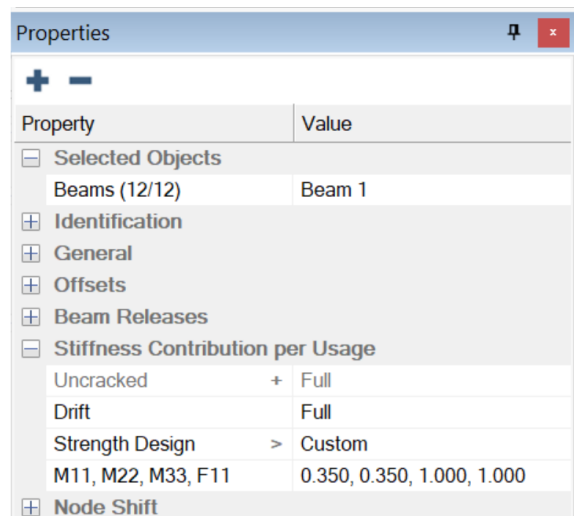 Properties
Property Value
Selected Objects
Beams (12/12) Beam 1
Identification
General
Offsets
Beam Releases
Stiffness Contribution per Usage
Uncracked + Full
Drift Full
Strength Design > Custom
M11, M22, M33, F11 0.350, 0.350, 1.000, 1.000
Node Shift